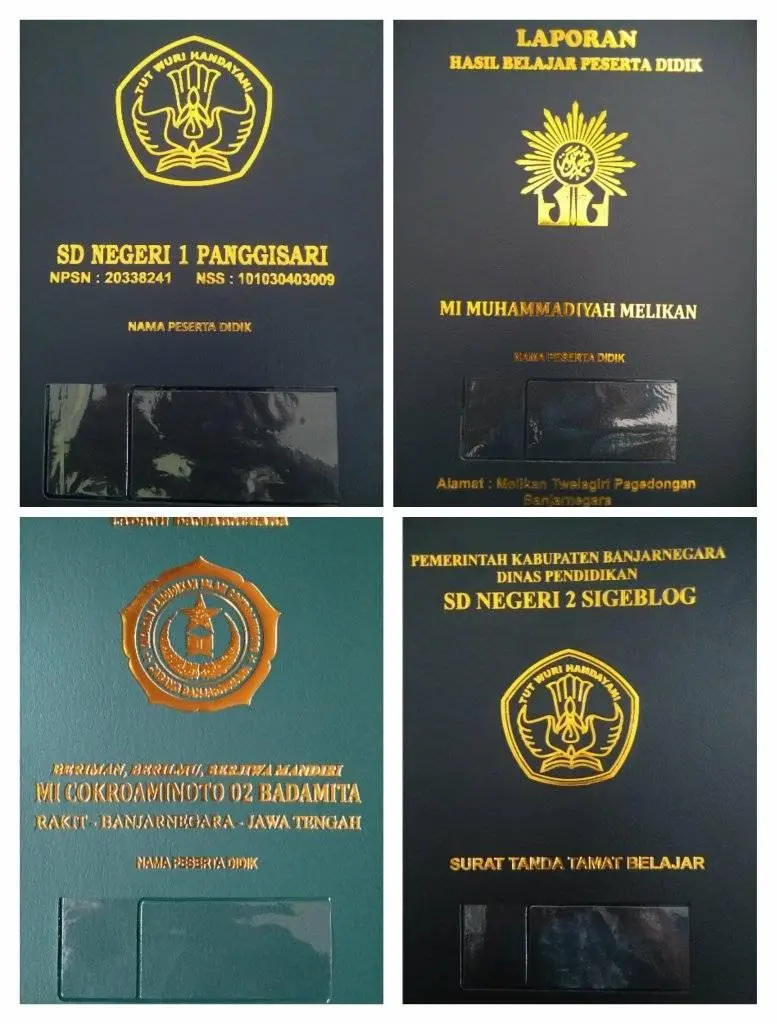 TUT WURI HANDAYANI
SD NEGERI 1 PANGGISARI
NPSN : 20338241 NSS : 101030403009
NAMA PESERTA DIDIK
LAPORAN
HASIL BELAJAR PESERTA DIDIK
MI MUHAMMADIYAH MELIKAN
NAMA PESERTA DIDIK
Alamat : Melikan Twelagiri Pagedongan
Banjarnegara
CABANG BANJARNEGARA
BERIMAN, BERILMU, BERJIWA MANDIRI
MI COKROAMINOTO 02 BADAMITA
RAKIT - BANJARNEGARA - JAWA TENGAH
NAMA PESERTA DIDIK
PEMERINTAH KABUPATEN BANJARNEGARA
DINAS PENDIDIKAN
SD NEGERI 2 SIGEBLOG
TUT WURI HANDAYANI
SURAT TANDA TAMAT BELAJAR